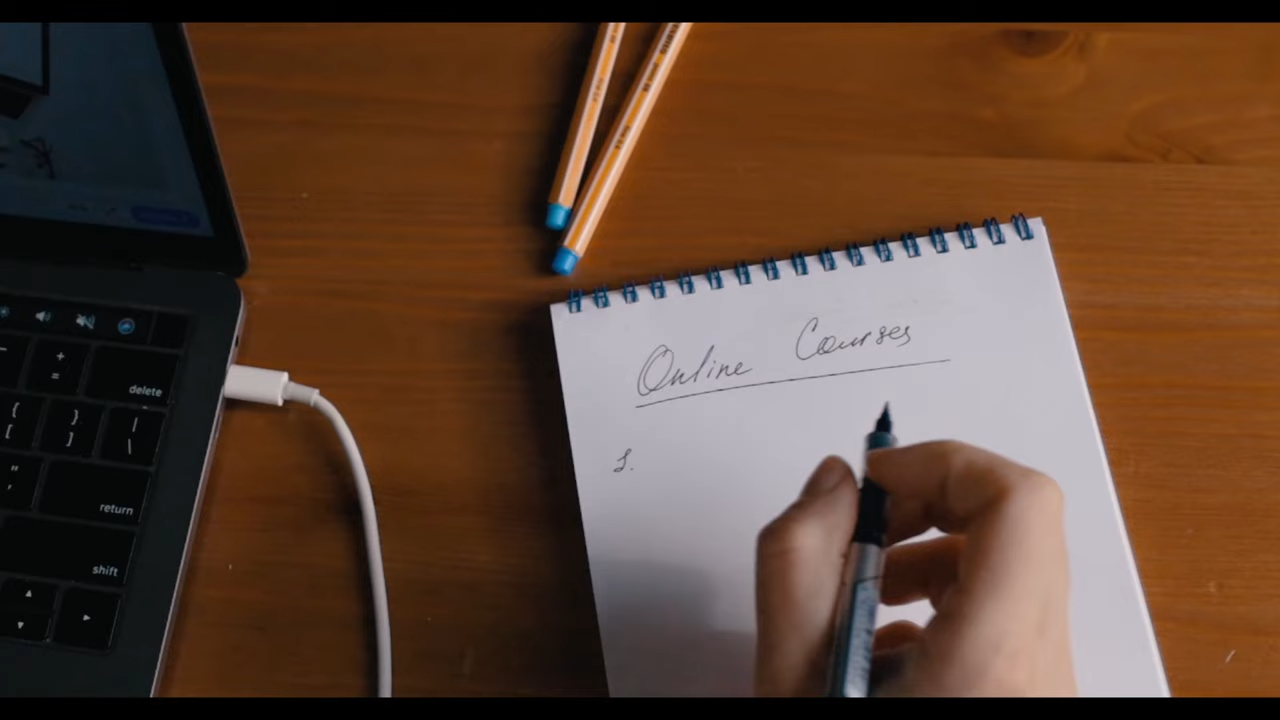 Online Courses
1.
+
=
delete
{
[
}
]
|
\
"
'
return
shift